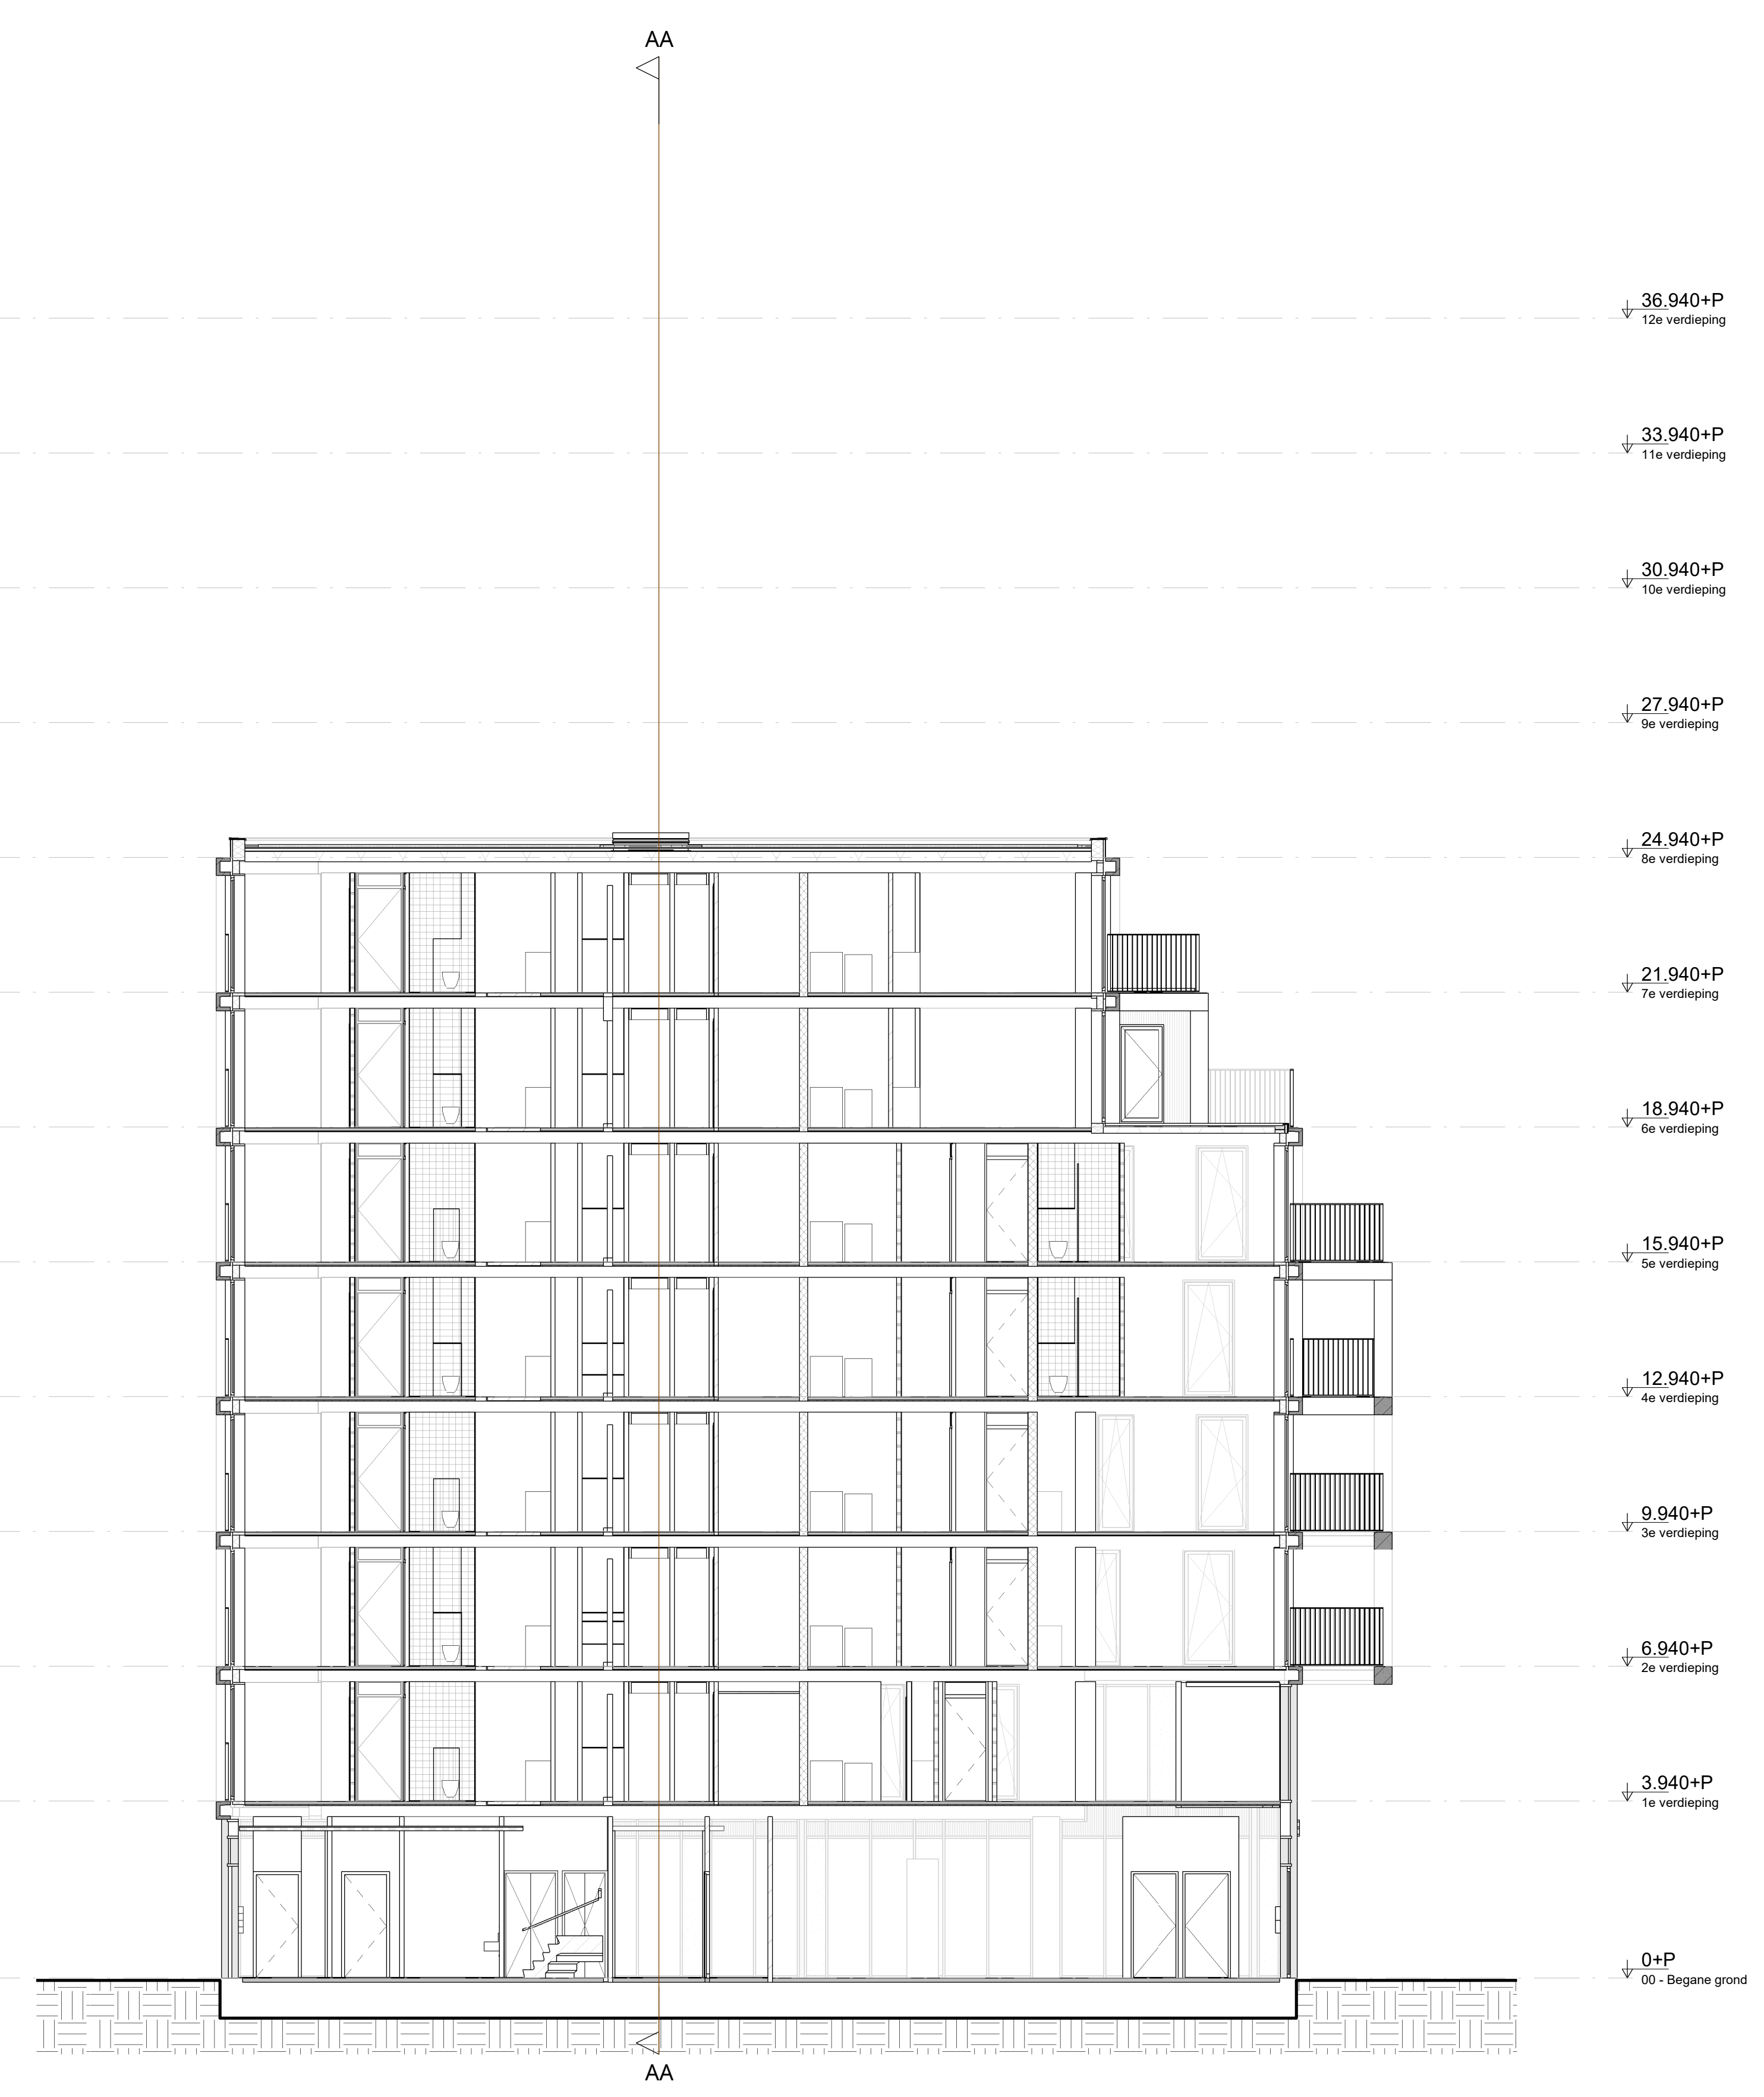 AA
36.940+P
12e verdieping
33.940+P
11e verdieping
30.940+P
10e verdieping
27.940+P
9e verdieping
24.940+P
8e verdieping
21.940+P
7e verdieping
18.940+P
6e verdieping
15.940+P
5e verdieping
12.940+P
4e verdieping
9.940+P
3e verdieping
6.940+P
2e verdieping
3.940+P
1e verdieping
0+P
00 - Begane grond
AA